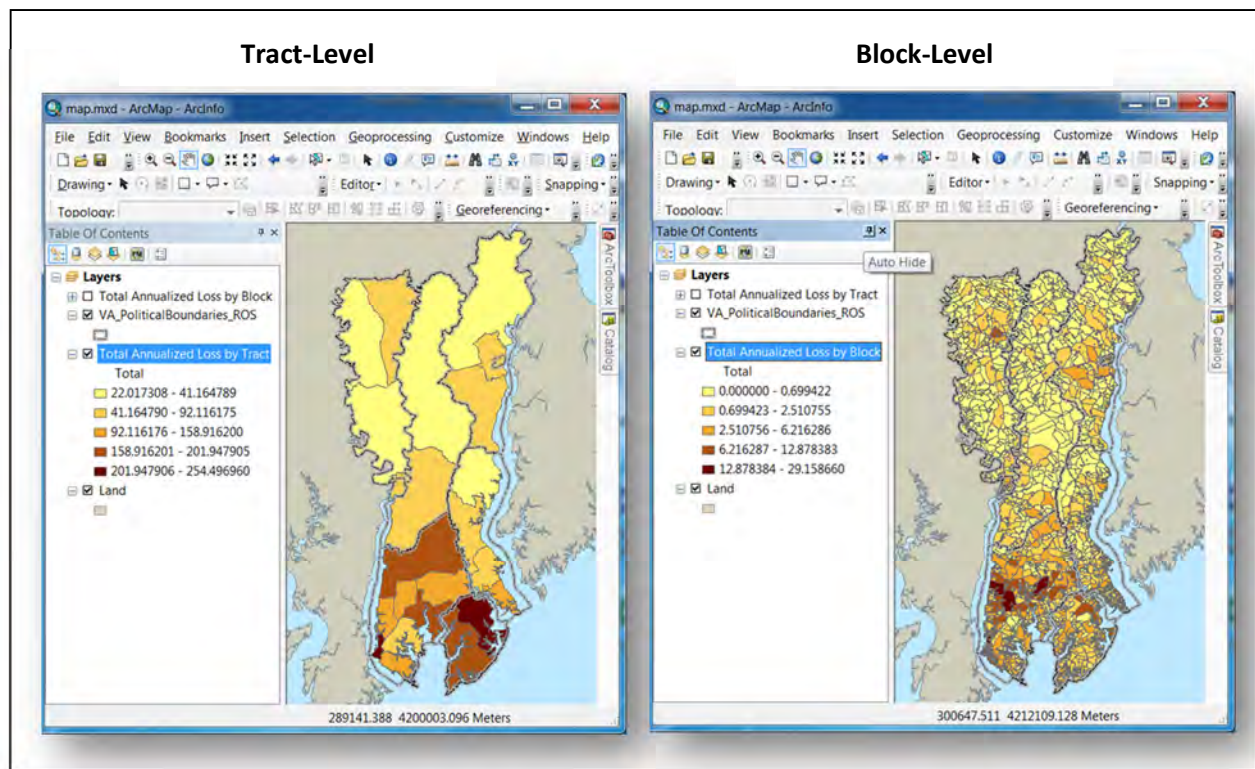 Tract-Level
map.mxd - ArcMap - ArcInfo
File Edit View Bookmarks Insert Selection Geoprocessing Customize Windows Help
Drawing Editor Snapping
Topology: Georeferencing
Table Of Contents
Layers
Total Annualized Loss by Block
VA_PoliticalBoundaries_ROS
Total Annualized Loss by Tract
Total
22.017308 - 41.164789
41.164790 - 92.116175
92.116176 - 158.916200
158.916201 - 201.947905
201.947906 - 254.496960
Land
ArcToolbox
Catalog
289141.388 4200003.096 Meters
Block-Level
map.mxd - ArcMap - ArcInfo
File Edit View Bookmarks Insert Selection Geoprocessing Customize Windows Help
Drawing Editor Snapping
Topology: Georeferencing
Table Of Contents
Auto Hide
Layers
Total Annualized Loss by Tract
VA_PoliticalBoundaries_ROS
Total Annualized Loss by Block
Total
0.000000 - 0.699422
0.699423 - 2.510755
2.510756 - 6.216286
6.216287 - 12.878383
12.878384 - 29.158660
Land
ArcToolbox
Catalog
300647.511 4212109.128 Meters